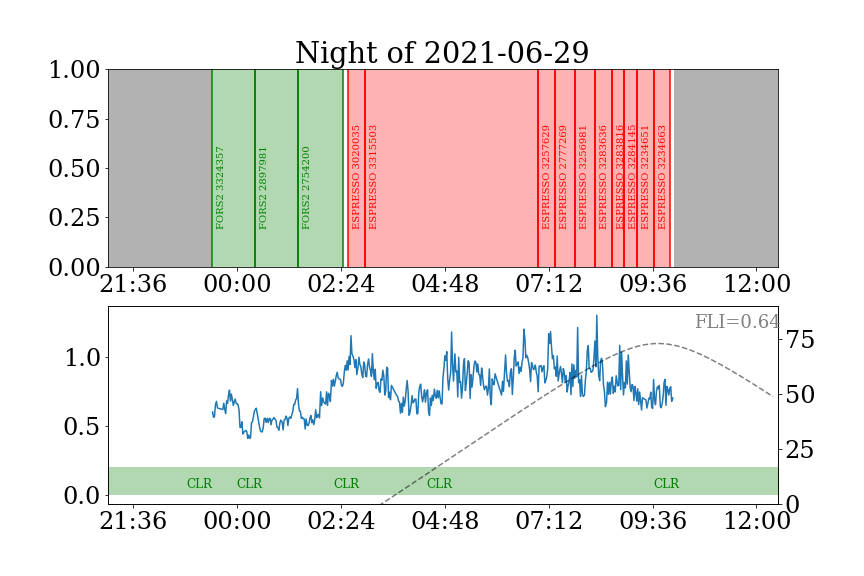 Night of 2021-06-29
1.00
0.75
0.50
0.25
0.00
FORS2 3324357
FORS2 2897981
FORS2 2754200
ESPRESSO 3020035
ESPRESSO 3315503
ESPRESSO 3257629
ESPRESSO 2777269
ESPRESSO 3256981
ESPRESSO 3283636
ESPRESSO 3283816
ESPRESSO 3284145
ESPRESSO 3234651
ESPRESSO 3234663
21:36 00:00 02:24 04:48 07:12 09:36 12:00
FLI=0.64
1.0
0.5
0.0
75
50
25
0
CLR CLR CLR CLR CLR
21:36 00:00 02:24 04:48 07:12 09:36 12:00